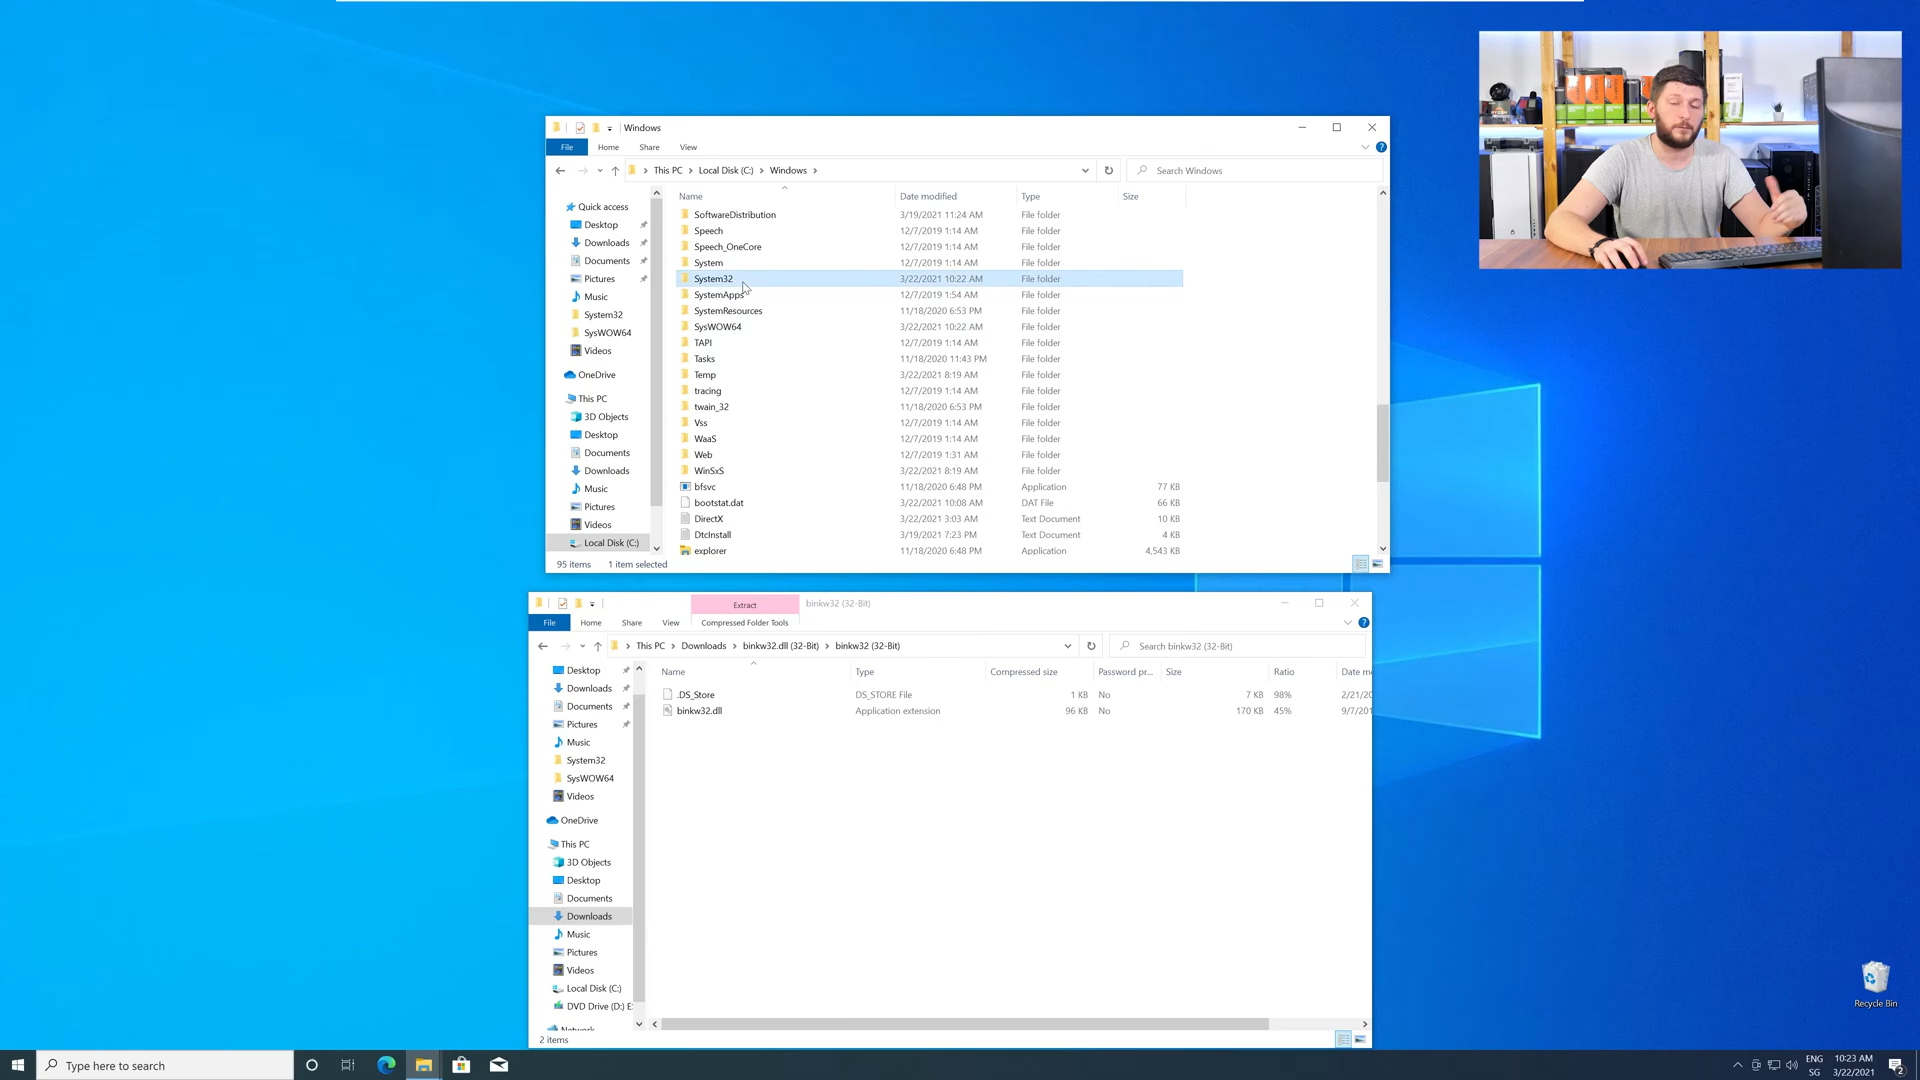 Windows
File Home Share View
This PC Local Disk (C:) Windows
Search Windows
Name Date modified Type Size
Quick access
Desktop
Downloads
Documents
Pictures
Music
System32
SysWOW64
Videos
OneDrive
This PC
3D Objects
Desktop
Documents
Downloads
Music
Pictures
Videos
Local Disk (C:)
SoftwareDistribution 3/19/2021 11:24 AM File folder
Speech 12/7/2019 1:14 AM File folder
Speech_OneCore 12/7/2019 1:14 AM File folder
System 12/7/2019 1:14 AM File folder
System32 3/22/2021 10:22 AM File folder
SystemApps 12/7/2019 1:54 AM File folder
SystemResources 11/18/2020 6:53 PM File folder
SysWOW64 3/22/2021 10:22 AM File folder
TAPI 12/7/2019 1:14 AM File folder
Tasks 11/18/2020 11:43 PM File folder
Temp 3/22/2021 8:19 AM File folder
tracing 12/7/2019 1:14 AM File folder
twain_32 11/18/2020 6:53 PM File folder
Vss 12/7/2019 1:14 AM File folder
WaaS 12/7/2019 1:14 AM File folder
Web 12/7/2019 1:31 AM File folder
WinSxS 3/22/2021 8:19 AM File folder
bfsvc 11/18/2020 6:48 PM Application 77 KB
bootstat.dat 3/22/2021 10:08 AM DAT File 66 KB
DirectX 3/22/2021 3:03 AM Text Document 10 KB
DtcInstall 3/19/2021 7:23 PM Text Document 4 KB
explorer 11/18/2020 6:48 PM Application 4,543 KB
95 items 1 item selected
Extract binkw32 (32-Bit)
File Home Share View Compressed Folder Tools
This PC Downloads binkw32.dll (32-Bit) binkw32 (32-Bit)
Search binkw32 (32-Bit)
Name Type Compressed size Password pr... Size Ratio Date m
Desktop
Downloads
Documents
Pictures
Music
System32
SysWOW64
Videos
OneDrive
This PC
3D Objects
Desktop
Documents
Downloads
Music
Pictures
Videos
Local Disk (C:)
DVD Drive (D:) E
Network
.DS_Store DS_STORE File 1 KB No 7 KB 98% 2/21/20
binkw32.dll Application extension 96 KB No 170 KB 45% 9/7/201
2 items
Recycle Bin
Type here to search
ENG
SG
10:23 AM
3/22/2021
2